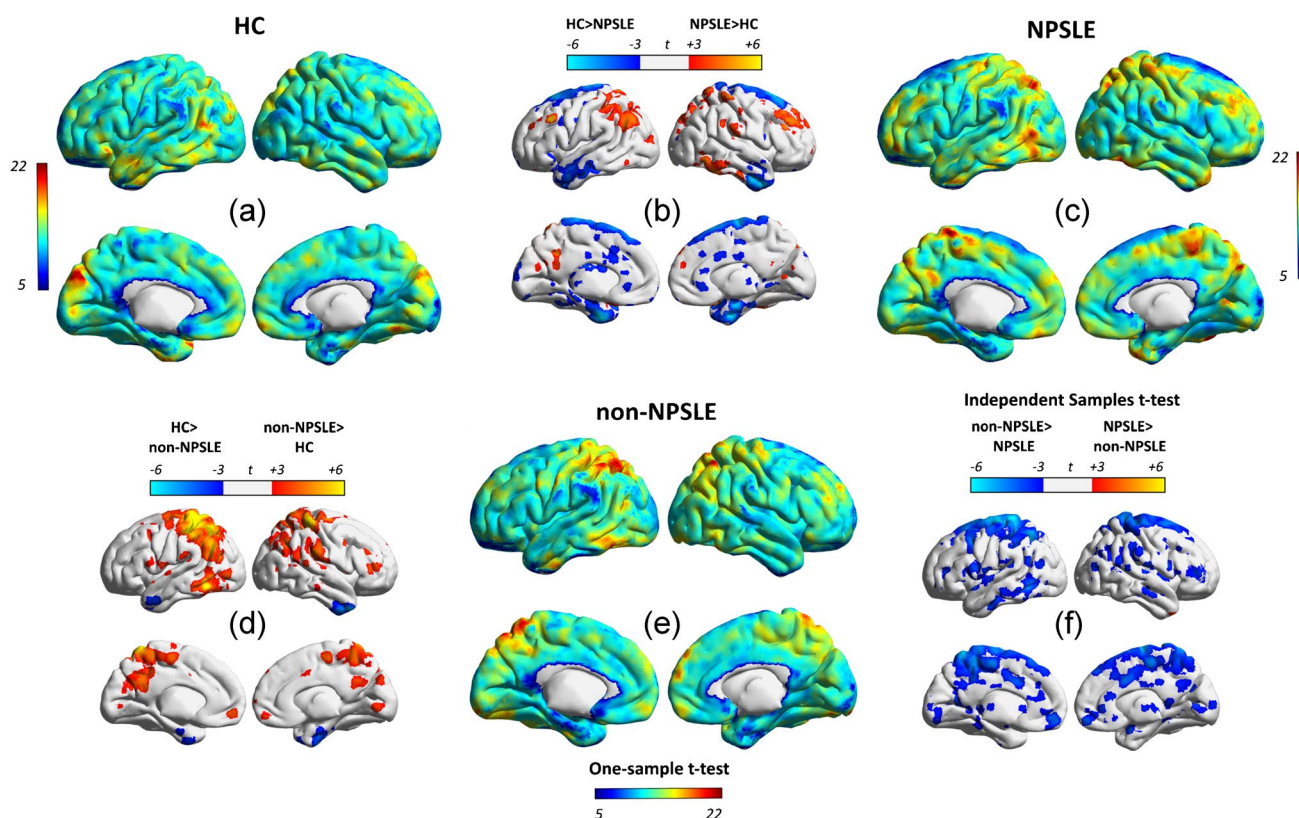 HC
HC>NPSLE NPSLE>HC
-6 -3 t +3 +6
NPSLE
22
5
(a)
(b)
(c)
22
5
HC>
non-NPSLE
non-NPSLE>
HC
-6 -3 t +3 +6
non-NPSLE
Independent Samples t-test
non-NPSLE>
NPSLE
NPSLE>
non-NPSLE
-6 -3 t +3 +6
(d)
(e)
(f)
One-sample t-test
5 22